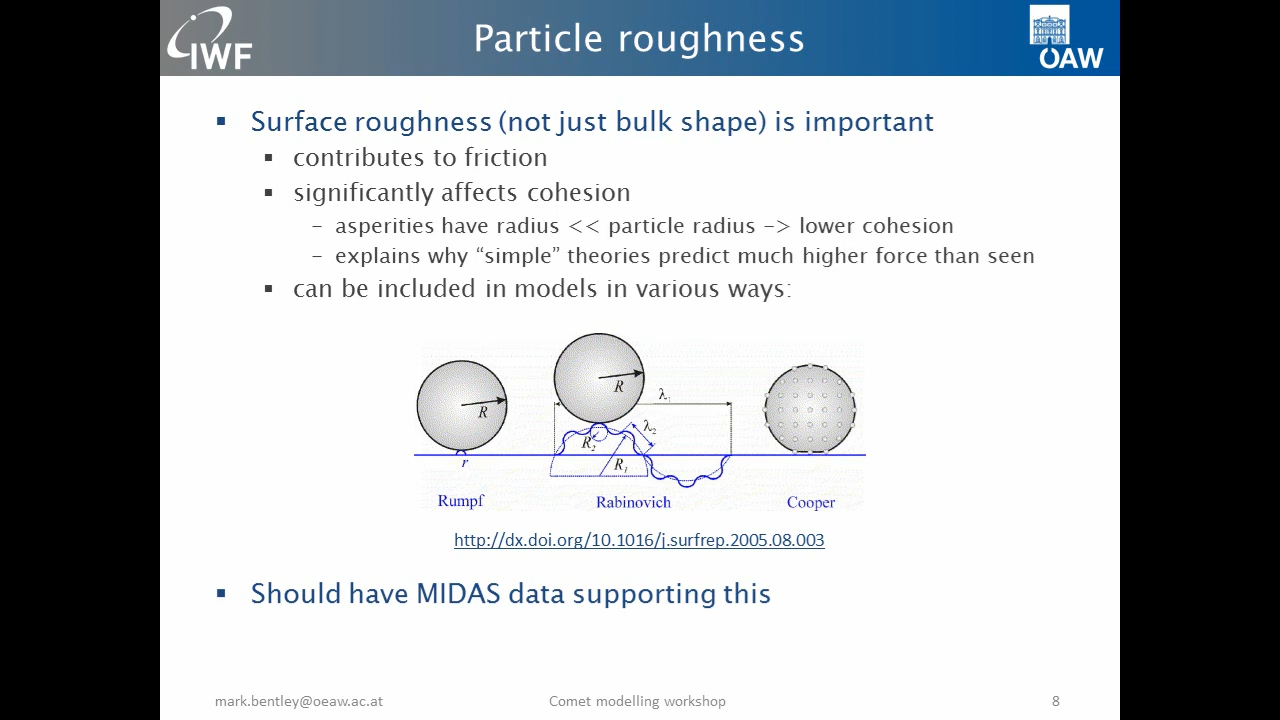 IWF
Particle roughness
ÖAW
▪ Surface roughness (not just bulk shape) is important
▪ contributes to friction
▪ significantly affects cohesion
– asperities have radius << particle radius –> lower cohesion
– explains why “simple” theories predict much higher force than seen
▪ can be included in models in various ways:
R
R
λ1
λ2
R2
R1
r
Rumpf
Rabinovich
Cooper
http://dx.doi.org/10.1016/j.surfrep.2005.08.003
▪ Should have MIDAS data supporting this
mark.bentley@oeaw.ac.at
Comet modelling workshop
8